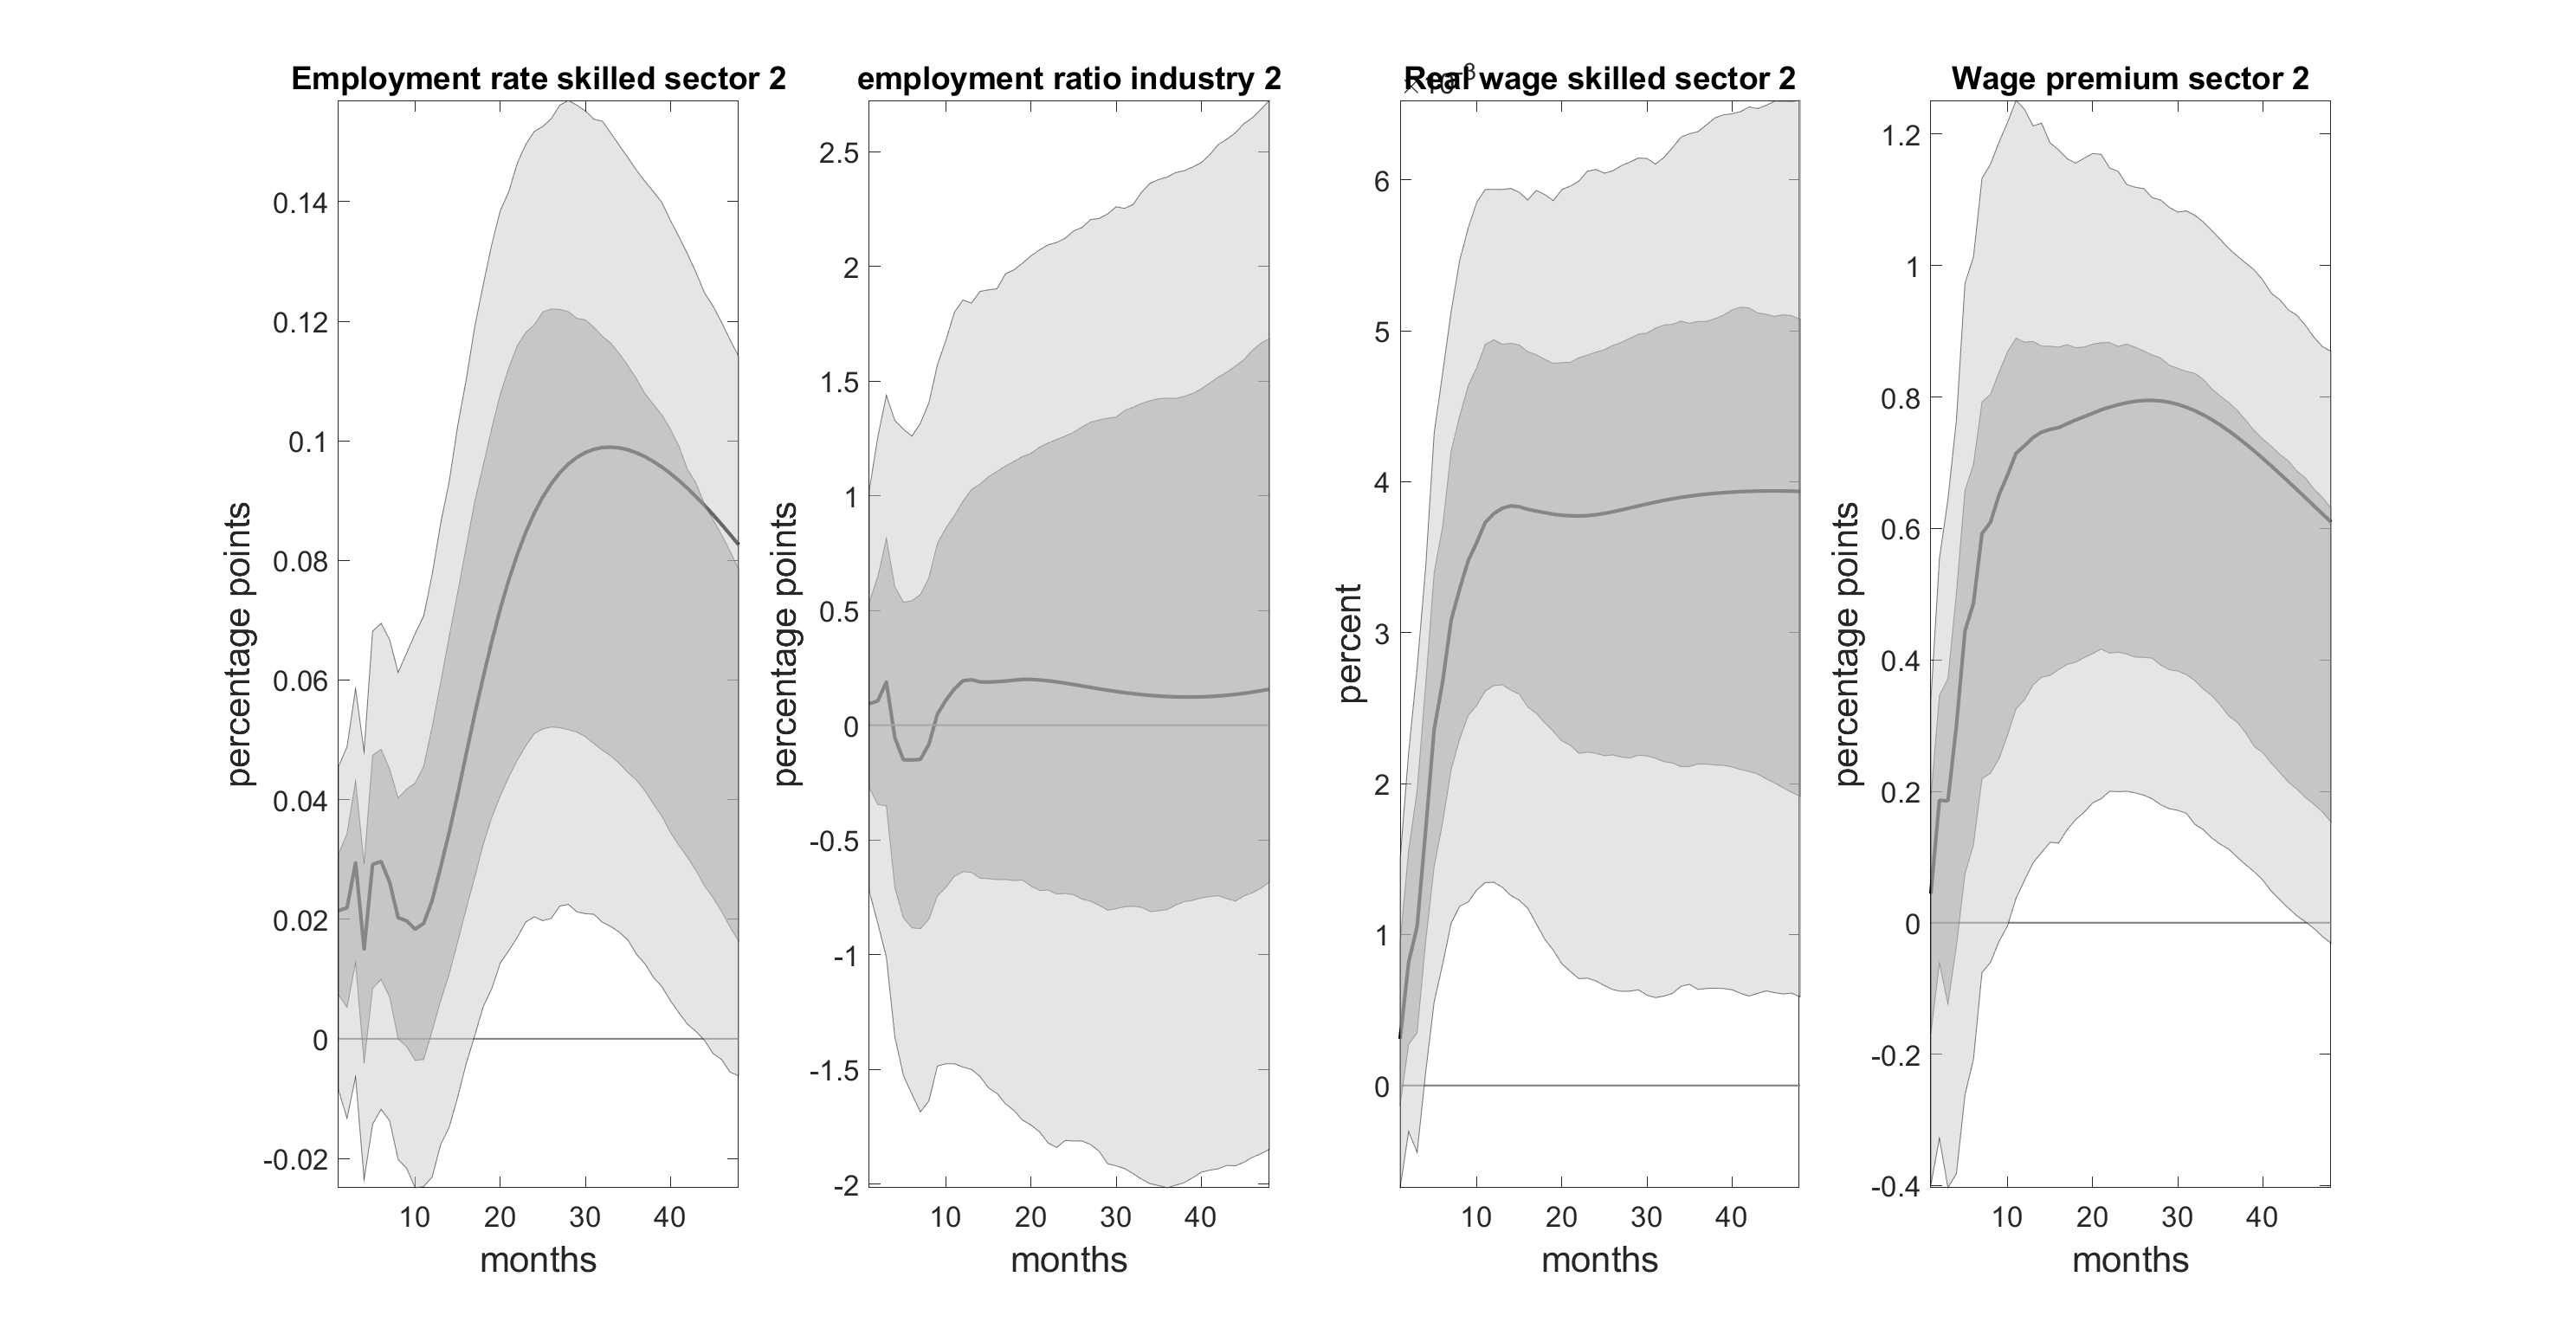 Employment rate skilled sector 2
percentage points
0.14
0.12
0.1
0.08
0.06
0.04
0.02
0
-0.02
10 20 30 40
months
employment ratio industry 2
percentage points
2.5
2
1.5
1
0.5
0
-0.5
-1
-1.5
-2
10 20 30 40
months
Real wage skilled sector 2
percent
6
5
4
3
2
1
0
10 20 30 40
months
Wage premium sector 2
percentage points
1.2
1
0.8
0.6
0.4
0.2
0
-0.2
-0.4
10 20 30 40
months